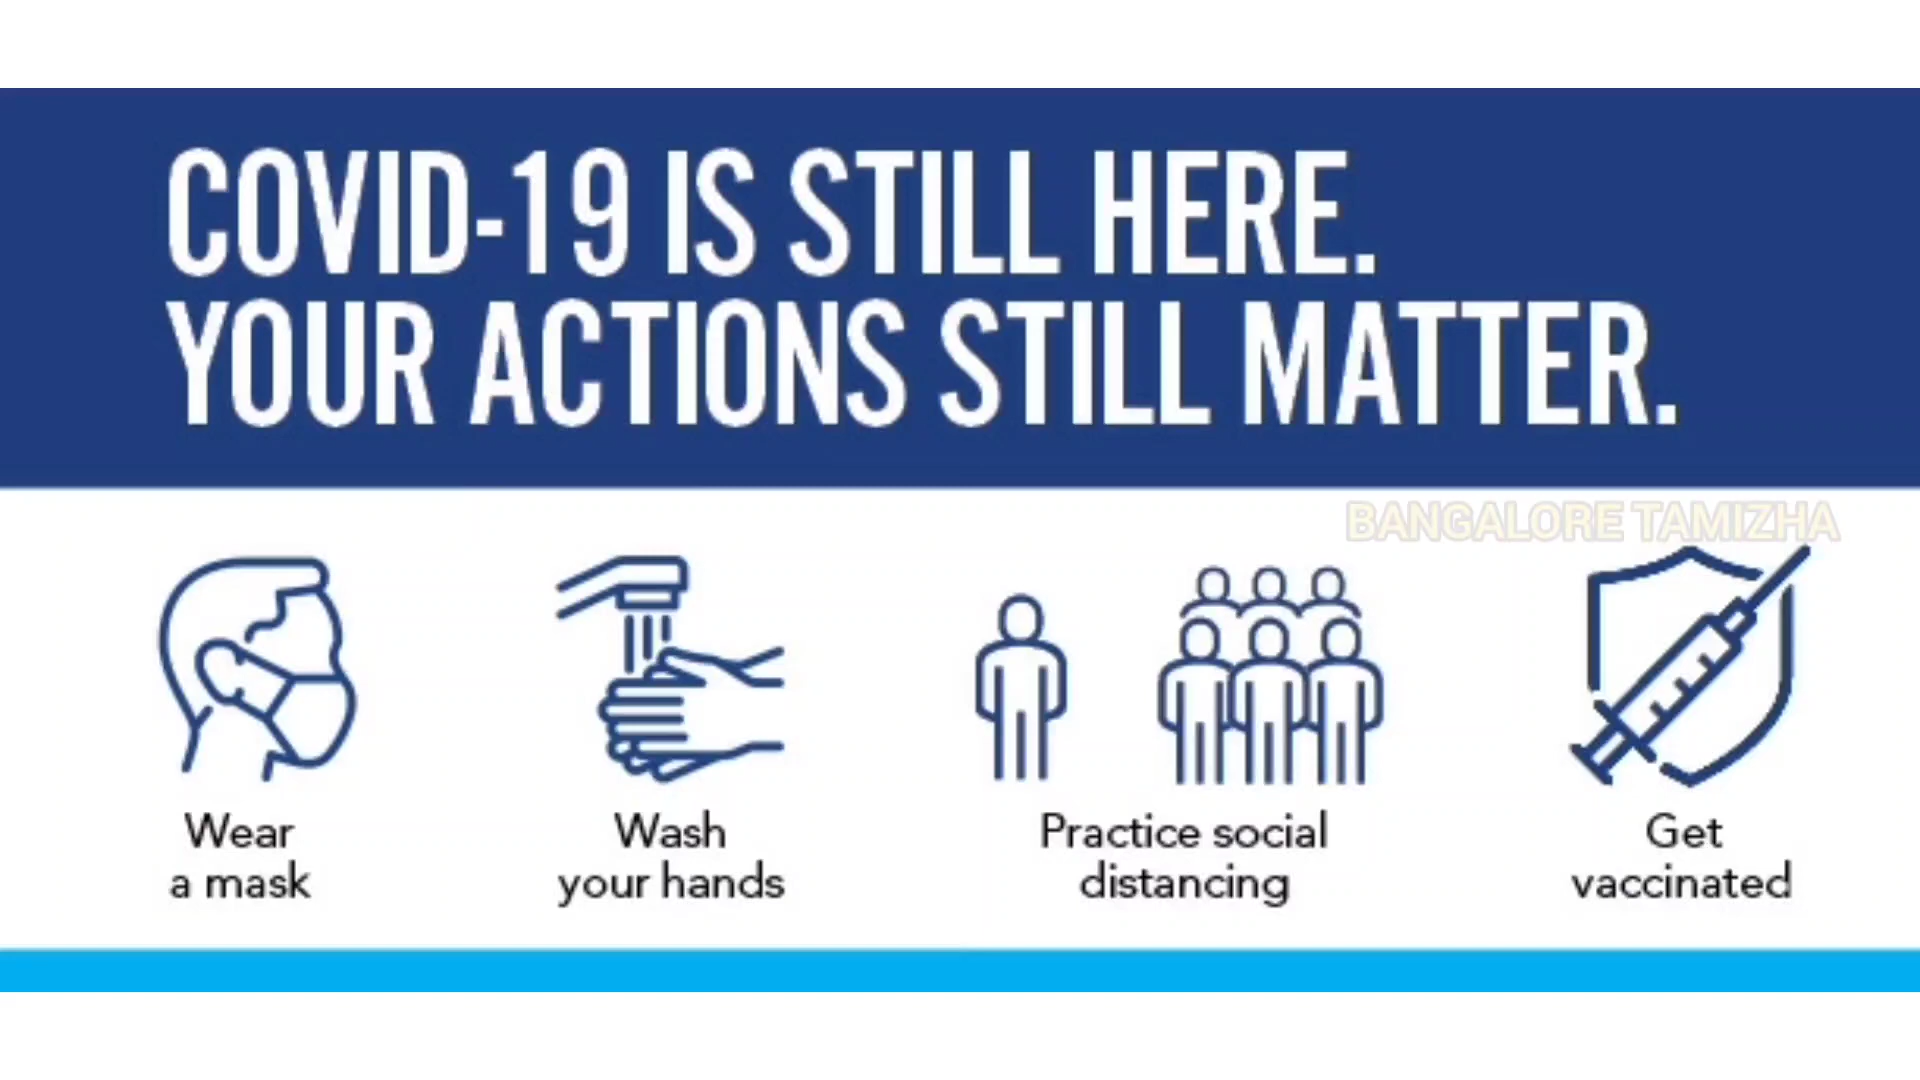 COVID-19 IS STILL HERE.
YOUR ACTIONS STILL MATTER.
BANGALORE TAMIZHA
Wear
a mask
Wash
your hands
Practice social
distancing
Get
vaccinated